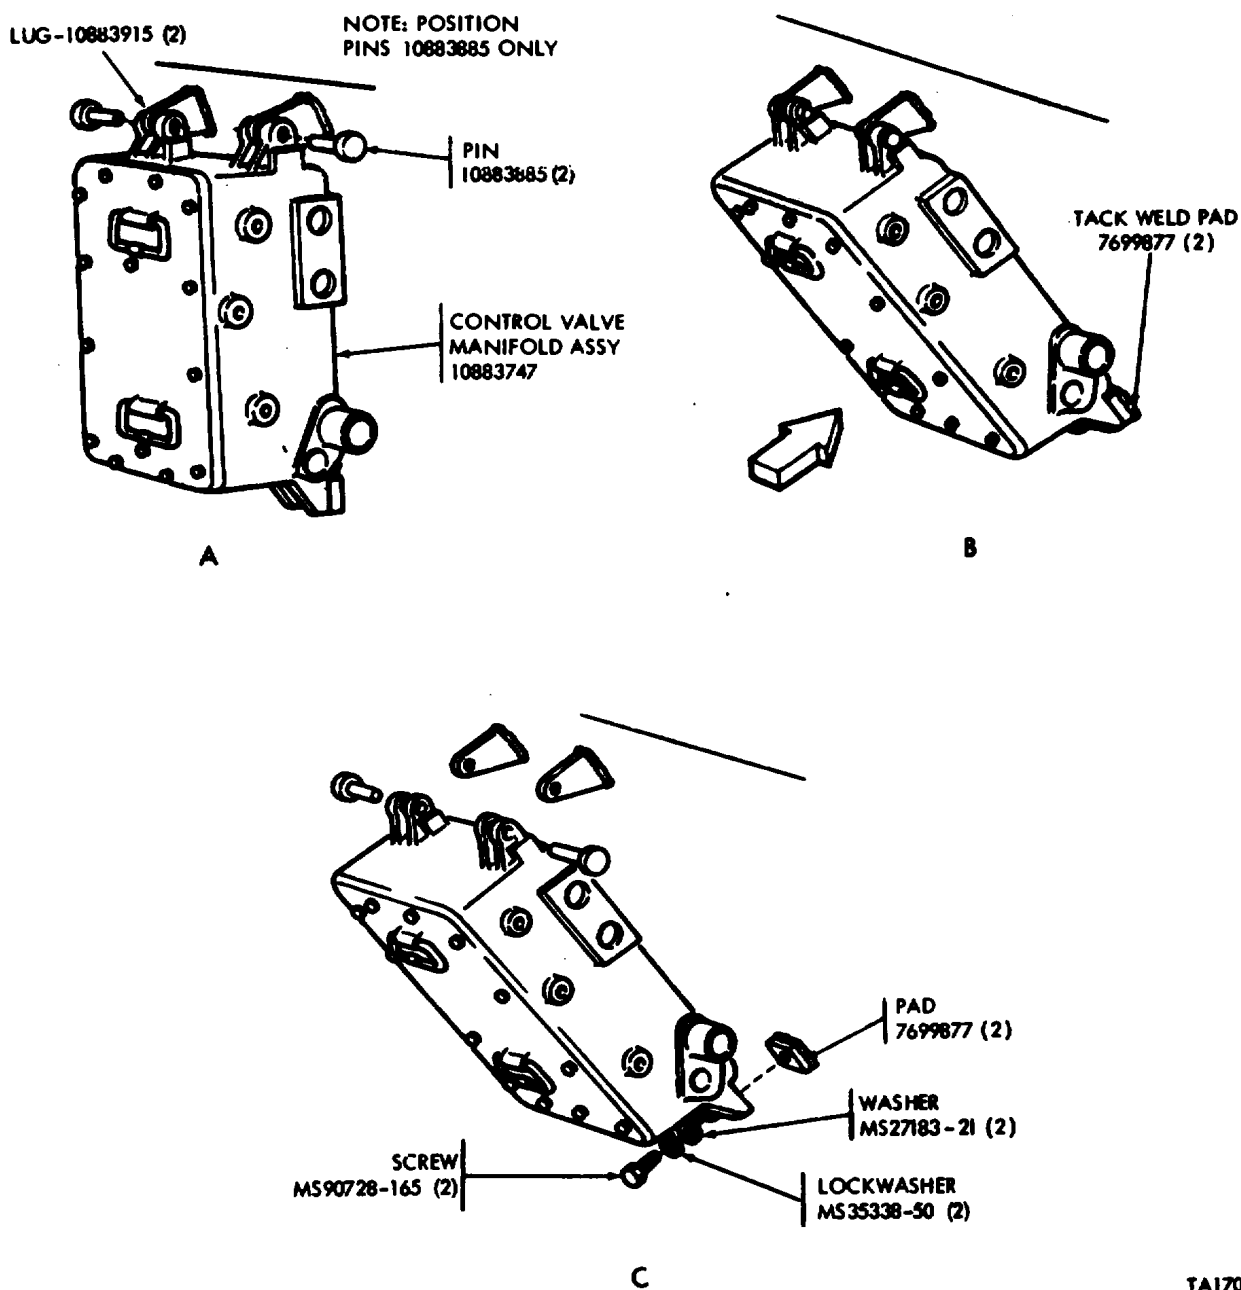 LUG-10883915 (2)
NOTE: POSITION
PINS 10883885 ONLY
PIN
10883885 (2)
CONTROL VALVE
MANIFOLD ASSY
10883747
A
TACK WELD PAD
7699877 (2)
B
PAD
7699877 (2)
WASHER
MS27183-21 (2)
SCREW
MS90728-165 (2)
LOCKWASHER
MS35338-50 (2)
C
TA170